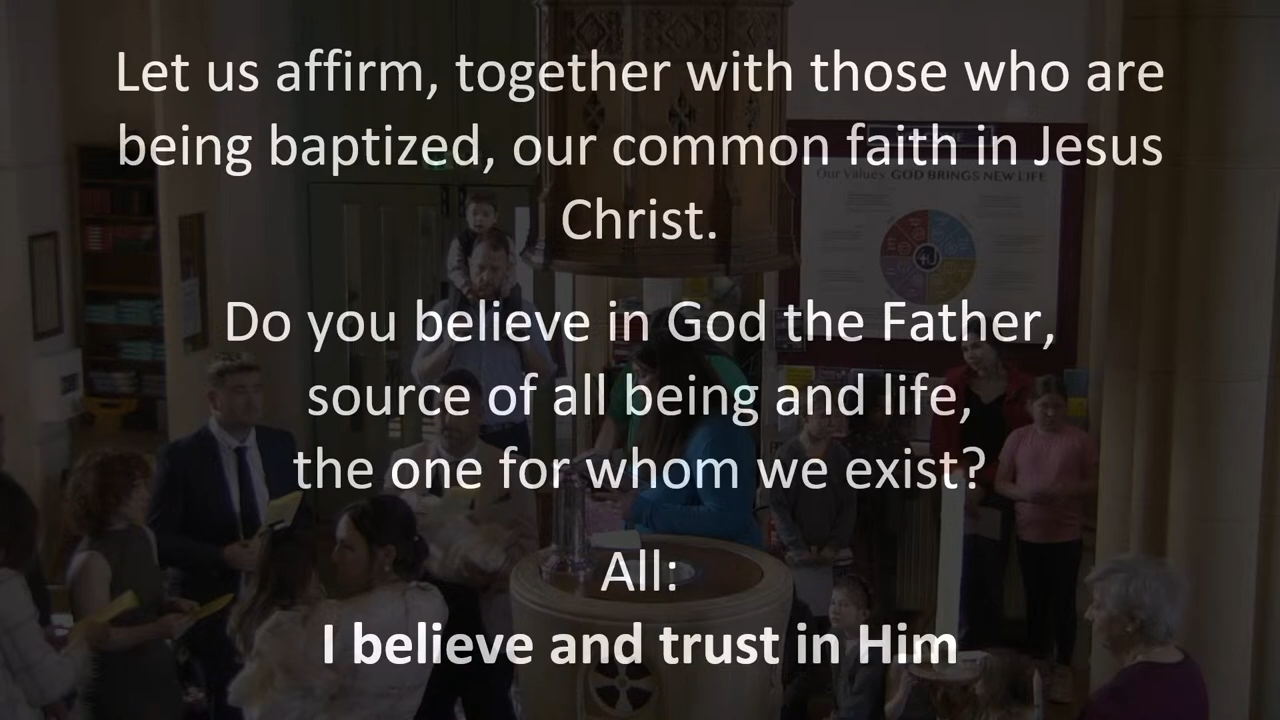 Let us affirm, together with those who are
being baptized, our common faith in Jesus
Christ.
Our Values GOD BRINGS NEW LIFE
Do you believe in God the Father,
source of all being and life,
the one for whom we exist?
All:
I believe and trust in Him